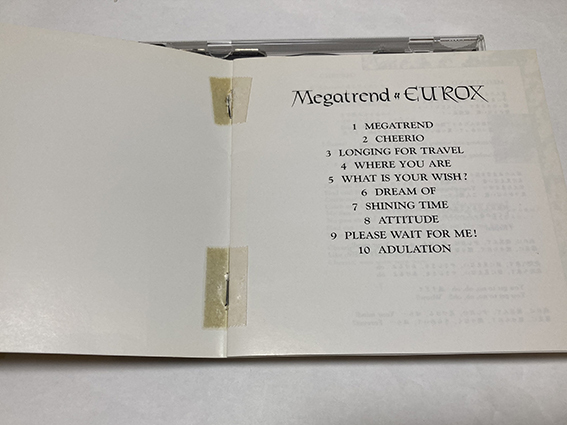 Megatrend « EUROX
1 MEGATREND
2 CHEERIO
3 LONGING FOR TRAVEL
4 WHERE YOU ARE
5 WHAT IS YOUR WISH?
6 DREAM OF
7 SHINING TIME
8 ATTITUDE
9 PLEASE WAIT FOR ME!
10 ADULATION